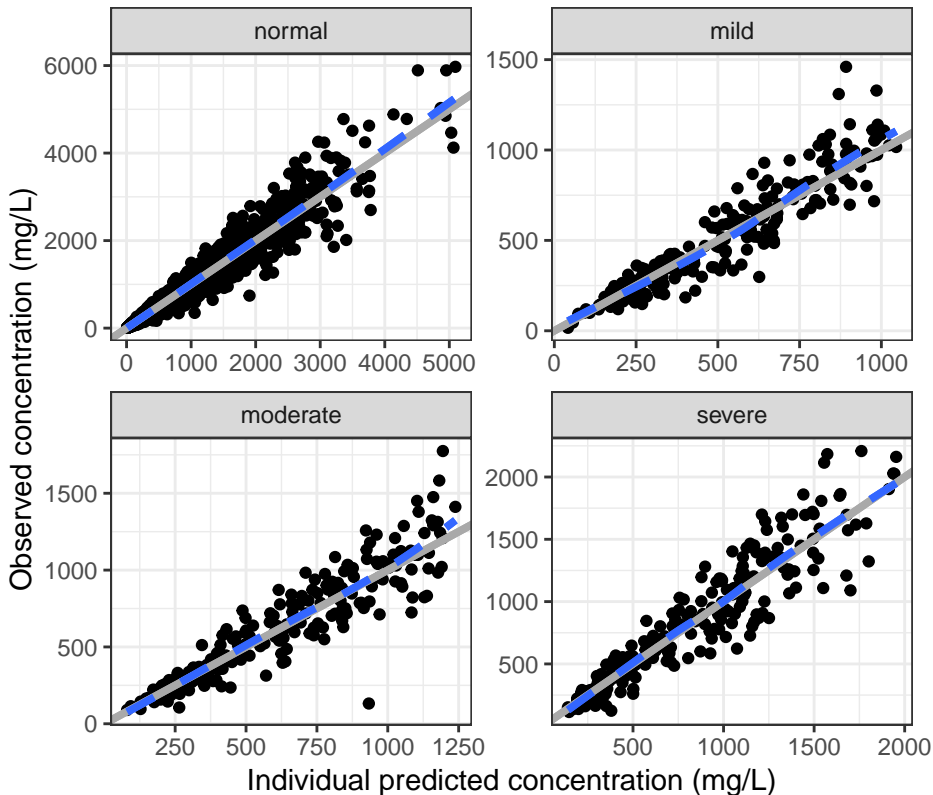 normal
mild
6000
4000
2000
0
0 1000 2000 3000 4000 5000
1500
1000
500
0
0 250 500 750 1000
moderate
severe
1500
1000
500
0
250 500 750 1000 1250
2000
1500
1000
500
500 1000 1500 2000
Observed concentration (mg/L)
Individual predicted concentration (mg/L)